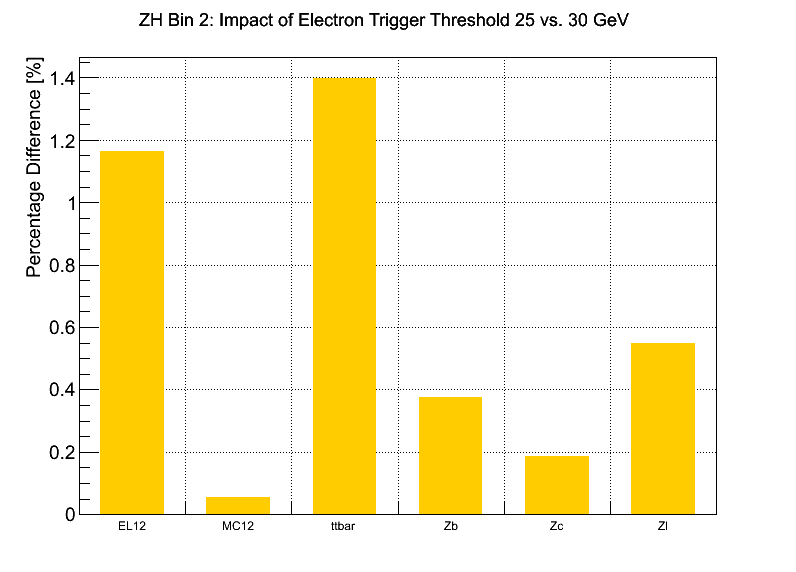 ZH Bin 2: Impact of Electron Trigger Threshold 25 vs. 30 GeV
Percentage Difference [%]
1.4
1.2
1
0.8
0.6
0.4
0.2
0
EL12 MC12 ttbar Zb Zc Zl